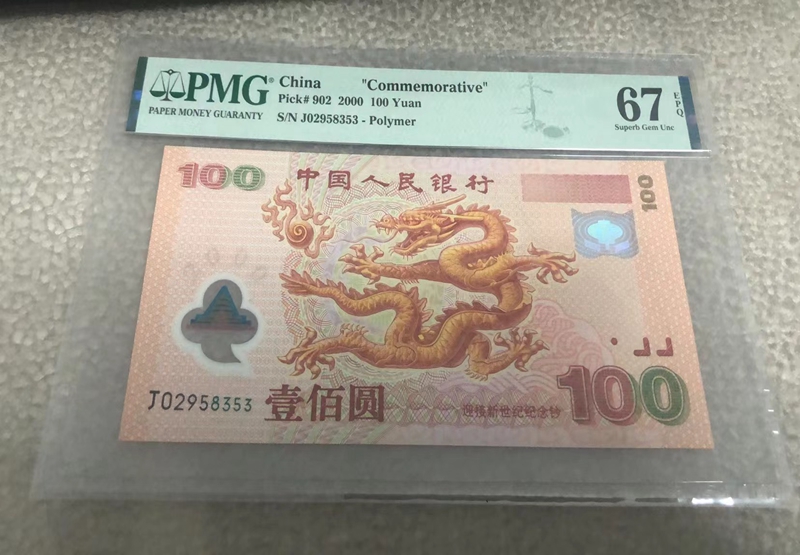 PMG®
PAPER MONEY GUARANTY
China "Commemorative"
Pick# 902 2000 100 Yuan
S/N J02958353 - Polymer
67
EPQ
Superb Gem Unc
100
中国人民银行
100
J02958353
壹佰圆
迎接新世纪纪念钞
100